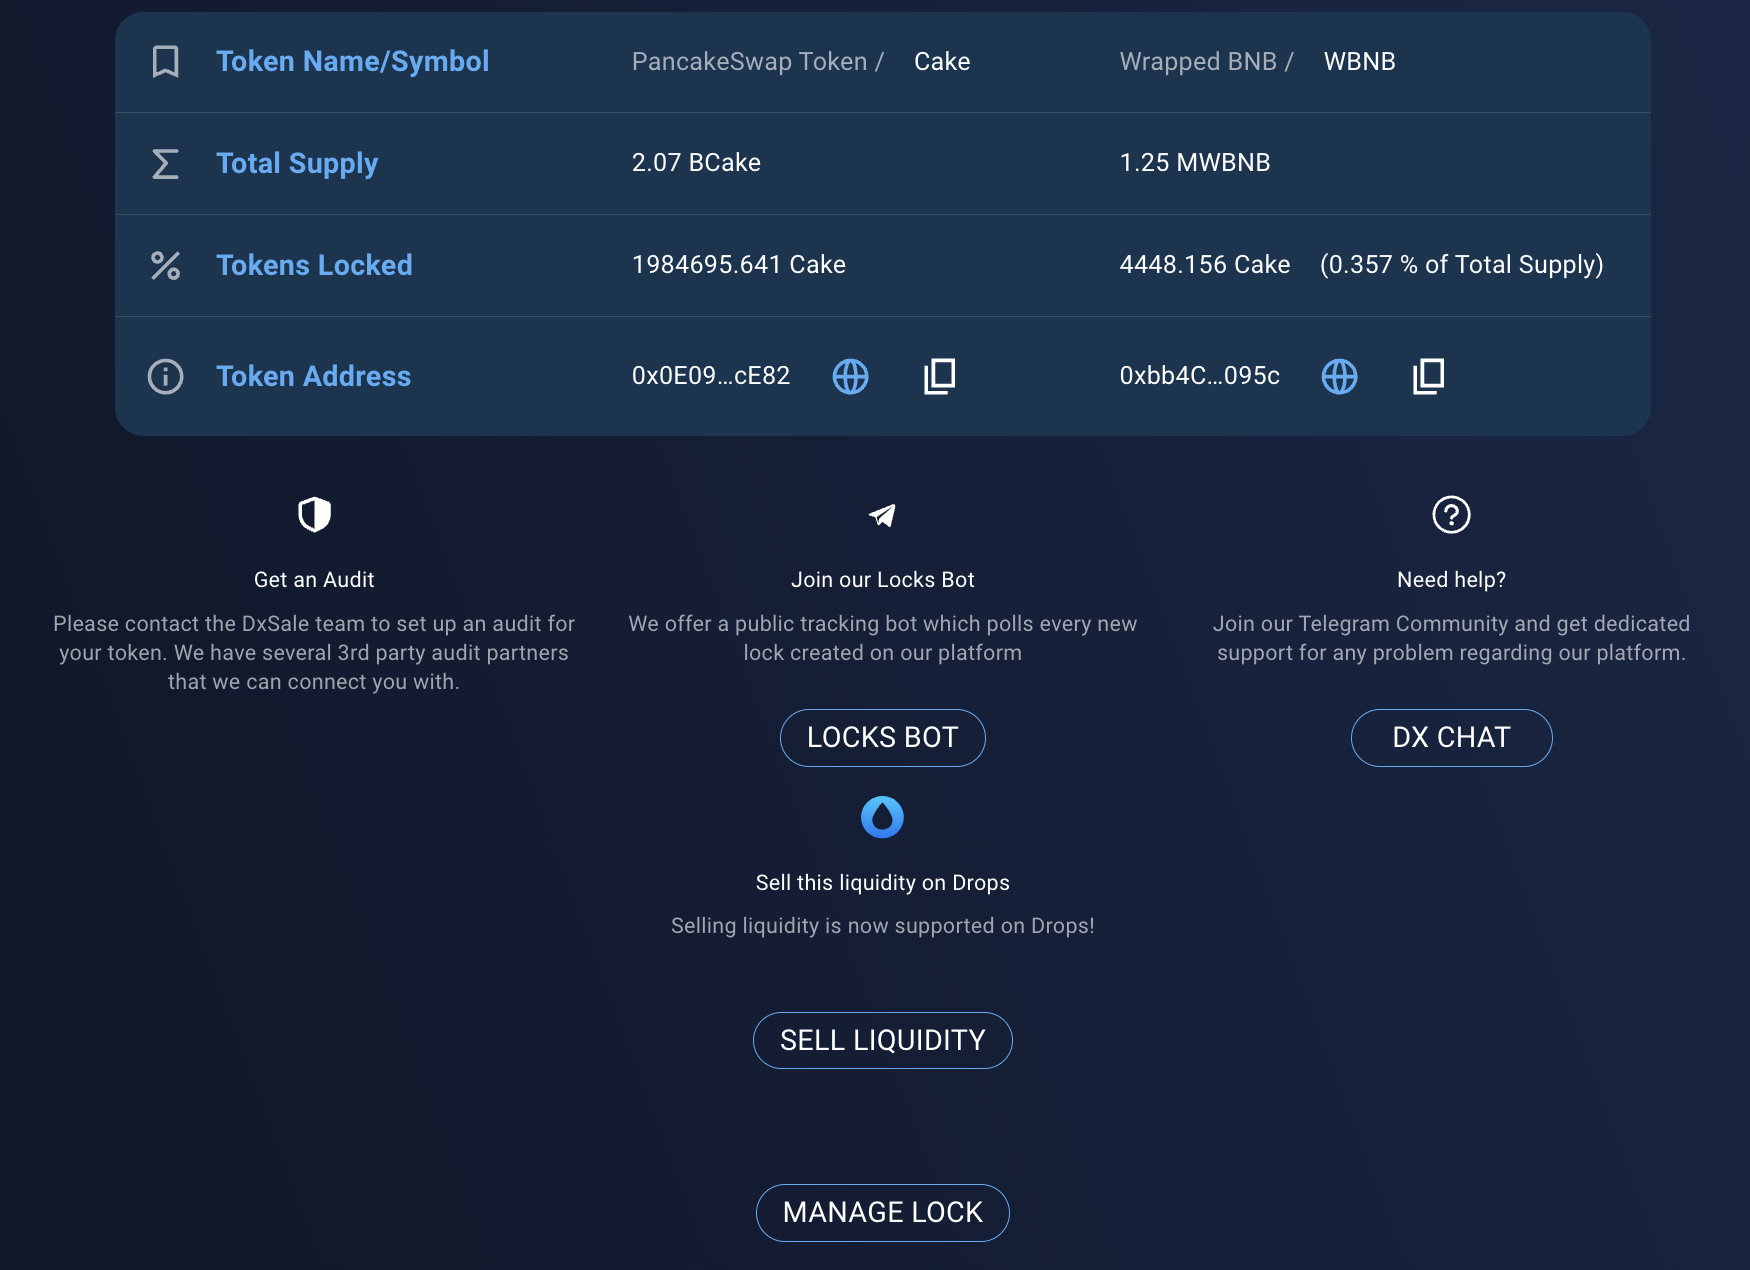 Token Name/Symbol PancakeSwap Token / Cake Wrapped BNB / WBNB
Total Supply 2.07 BCake 1.25 MWBNB
Tokens Locked 1984695.641 Cake 4448.156 Cake (0.357 % of Total Supply)
Token Address 0x0E09...cE82 0xbb4C...095c
Get an Audit
Please contact the DxSale team to set up an audit for
your token. We have several 3rd party audit partners
that we can connect you with.
Join our Locks Bot
We offer a public tracking bot which polls every new
lock created on our platform
LOCKS BOT
Need help?
Join our Telegram Community and get dedicated
support for any problem regarding our platform.
DX CHAT
Sell this liquidity on Drops
Selling liquidity is now supported on Drops!
SELL LIQUIDITY
MANAGE LOCK